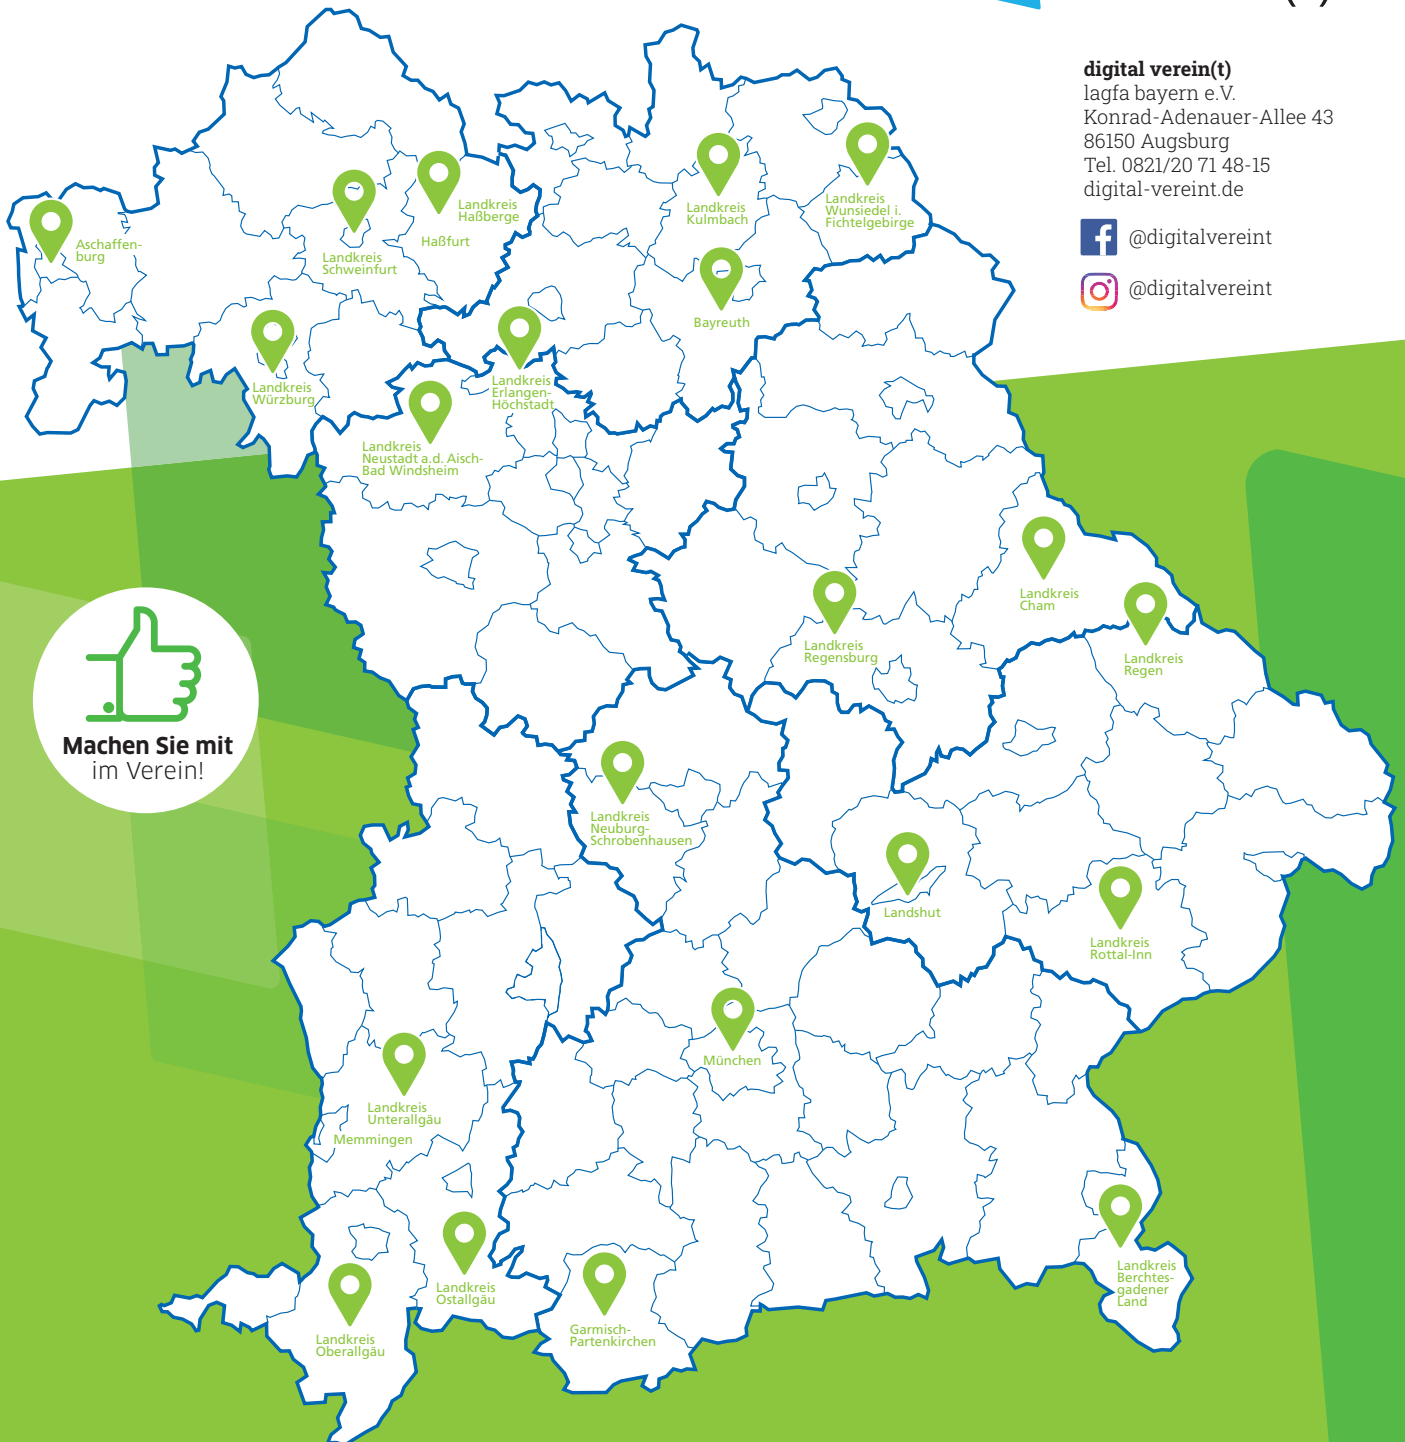 digital verein(t)
lagfa bayern e.V.
Konrad-Adenauer-Allee 43
86150 Augsburg
Tel. 0821/20 71 48-15
digital-vereint.de
@digitalvereint
@digitalvereint
Aschaffen-
burg
Landkreis
Schweinfurt
Landkreis
Haßberge
Haßfurt
Landkreis
Kulmbach
Landkreis
Wunsiedel i.
Fichtelgebirge
Bayreuth
Landkreis
Würzburg
Landkreis
Erlangen-
Höchstadt
Landkreis
Neustadt a.d. Aisch-
Bad Windsheim
Landkreis
Cham
Landkreis
Regensburg
Landkreis
Regen
Machen Sie mit
im Verein!
Landkreis
Neuburg-
Schrobenhausen
Landshut
Landkreis
Rottal-Inn
München
Landkreis
Unterallgäu
Memmingen
Landkreis
Ostallgäu
Landkreis
Oberallgäu
Garmisch-
Partenkirchen
Landkreis
Berchtes-
gadener
Land